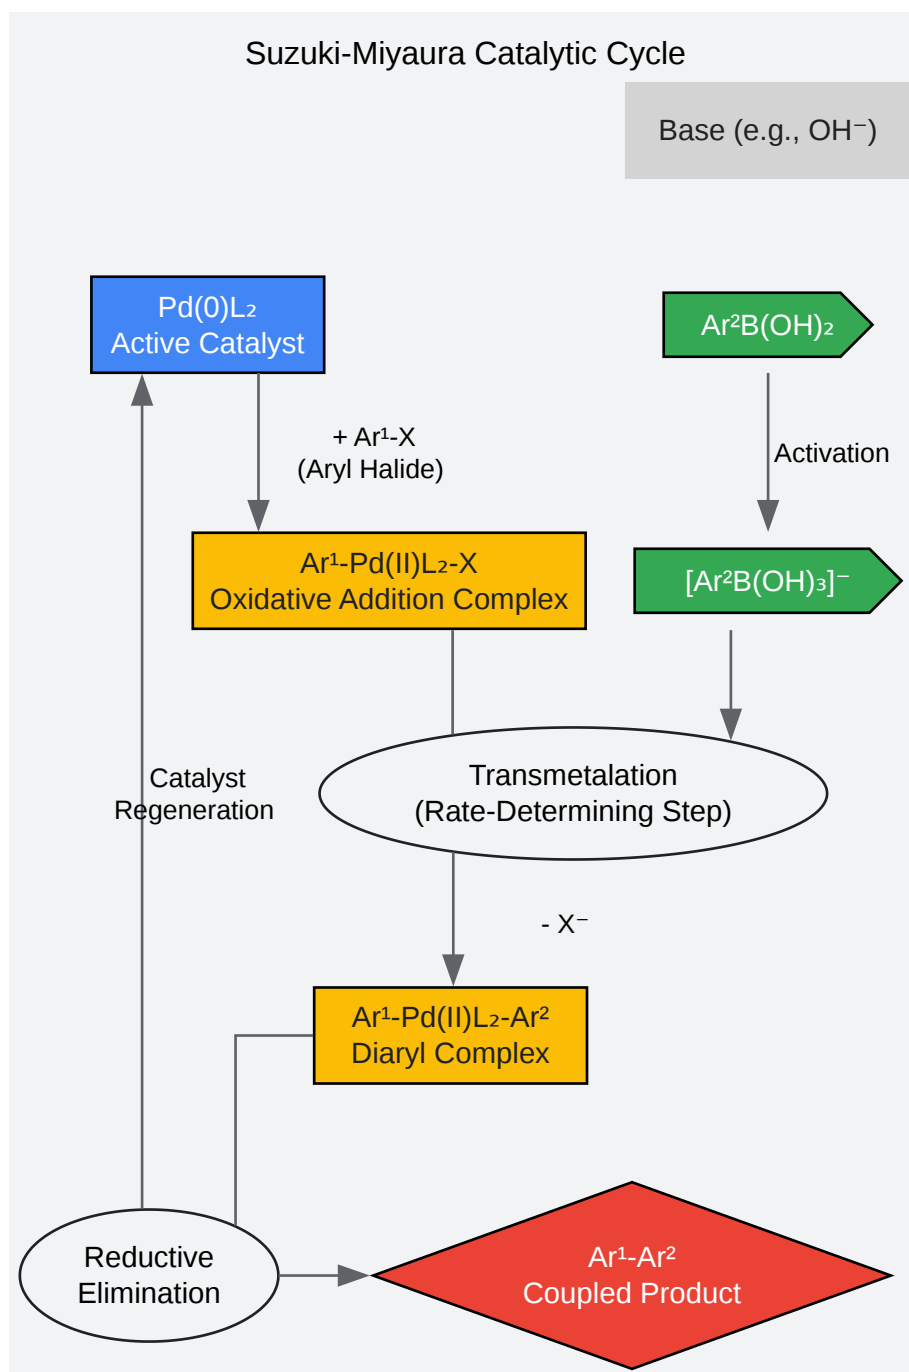 Suzuki-Miyaura Catalytic Cycle
Base (e.g., OH⁻)
Pd(0)L₂
Active Catalyst
Ar²B(OH)₂
+ Ar¹-X
(Aryl Halide)
Activation
Ar¹-Pd(II)L₂-X
Oxidative Addition Complex
[Ar²B(OH)₃]⁻
Transmetalation
(Rate-Determining Step)
Catalyst
Regeneration
- X⁻
Ar¹-Pd(II)L₂-Ar²
Diaryl Complex
Reductive
Elimination
Ar¹-Ar²
Coupled Product